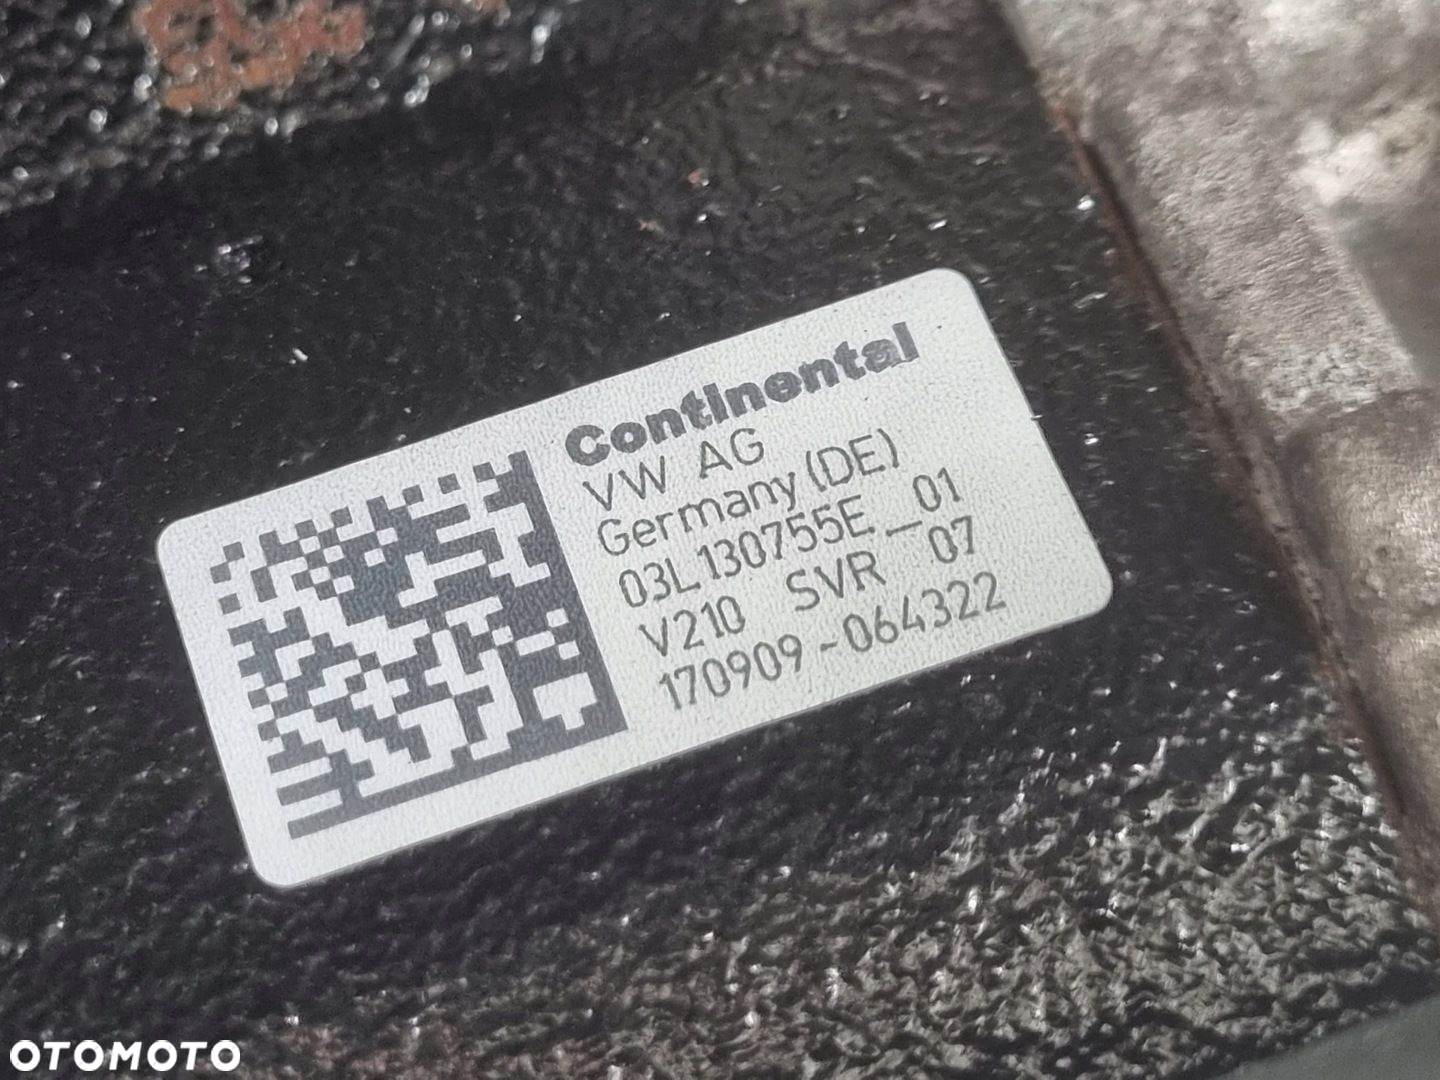 Continental
VW AG
Germany (DE)
03L130755E_01
V210 SVR 07
170909-064322
OTOMOTO